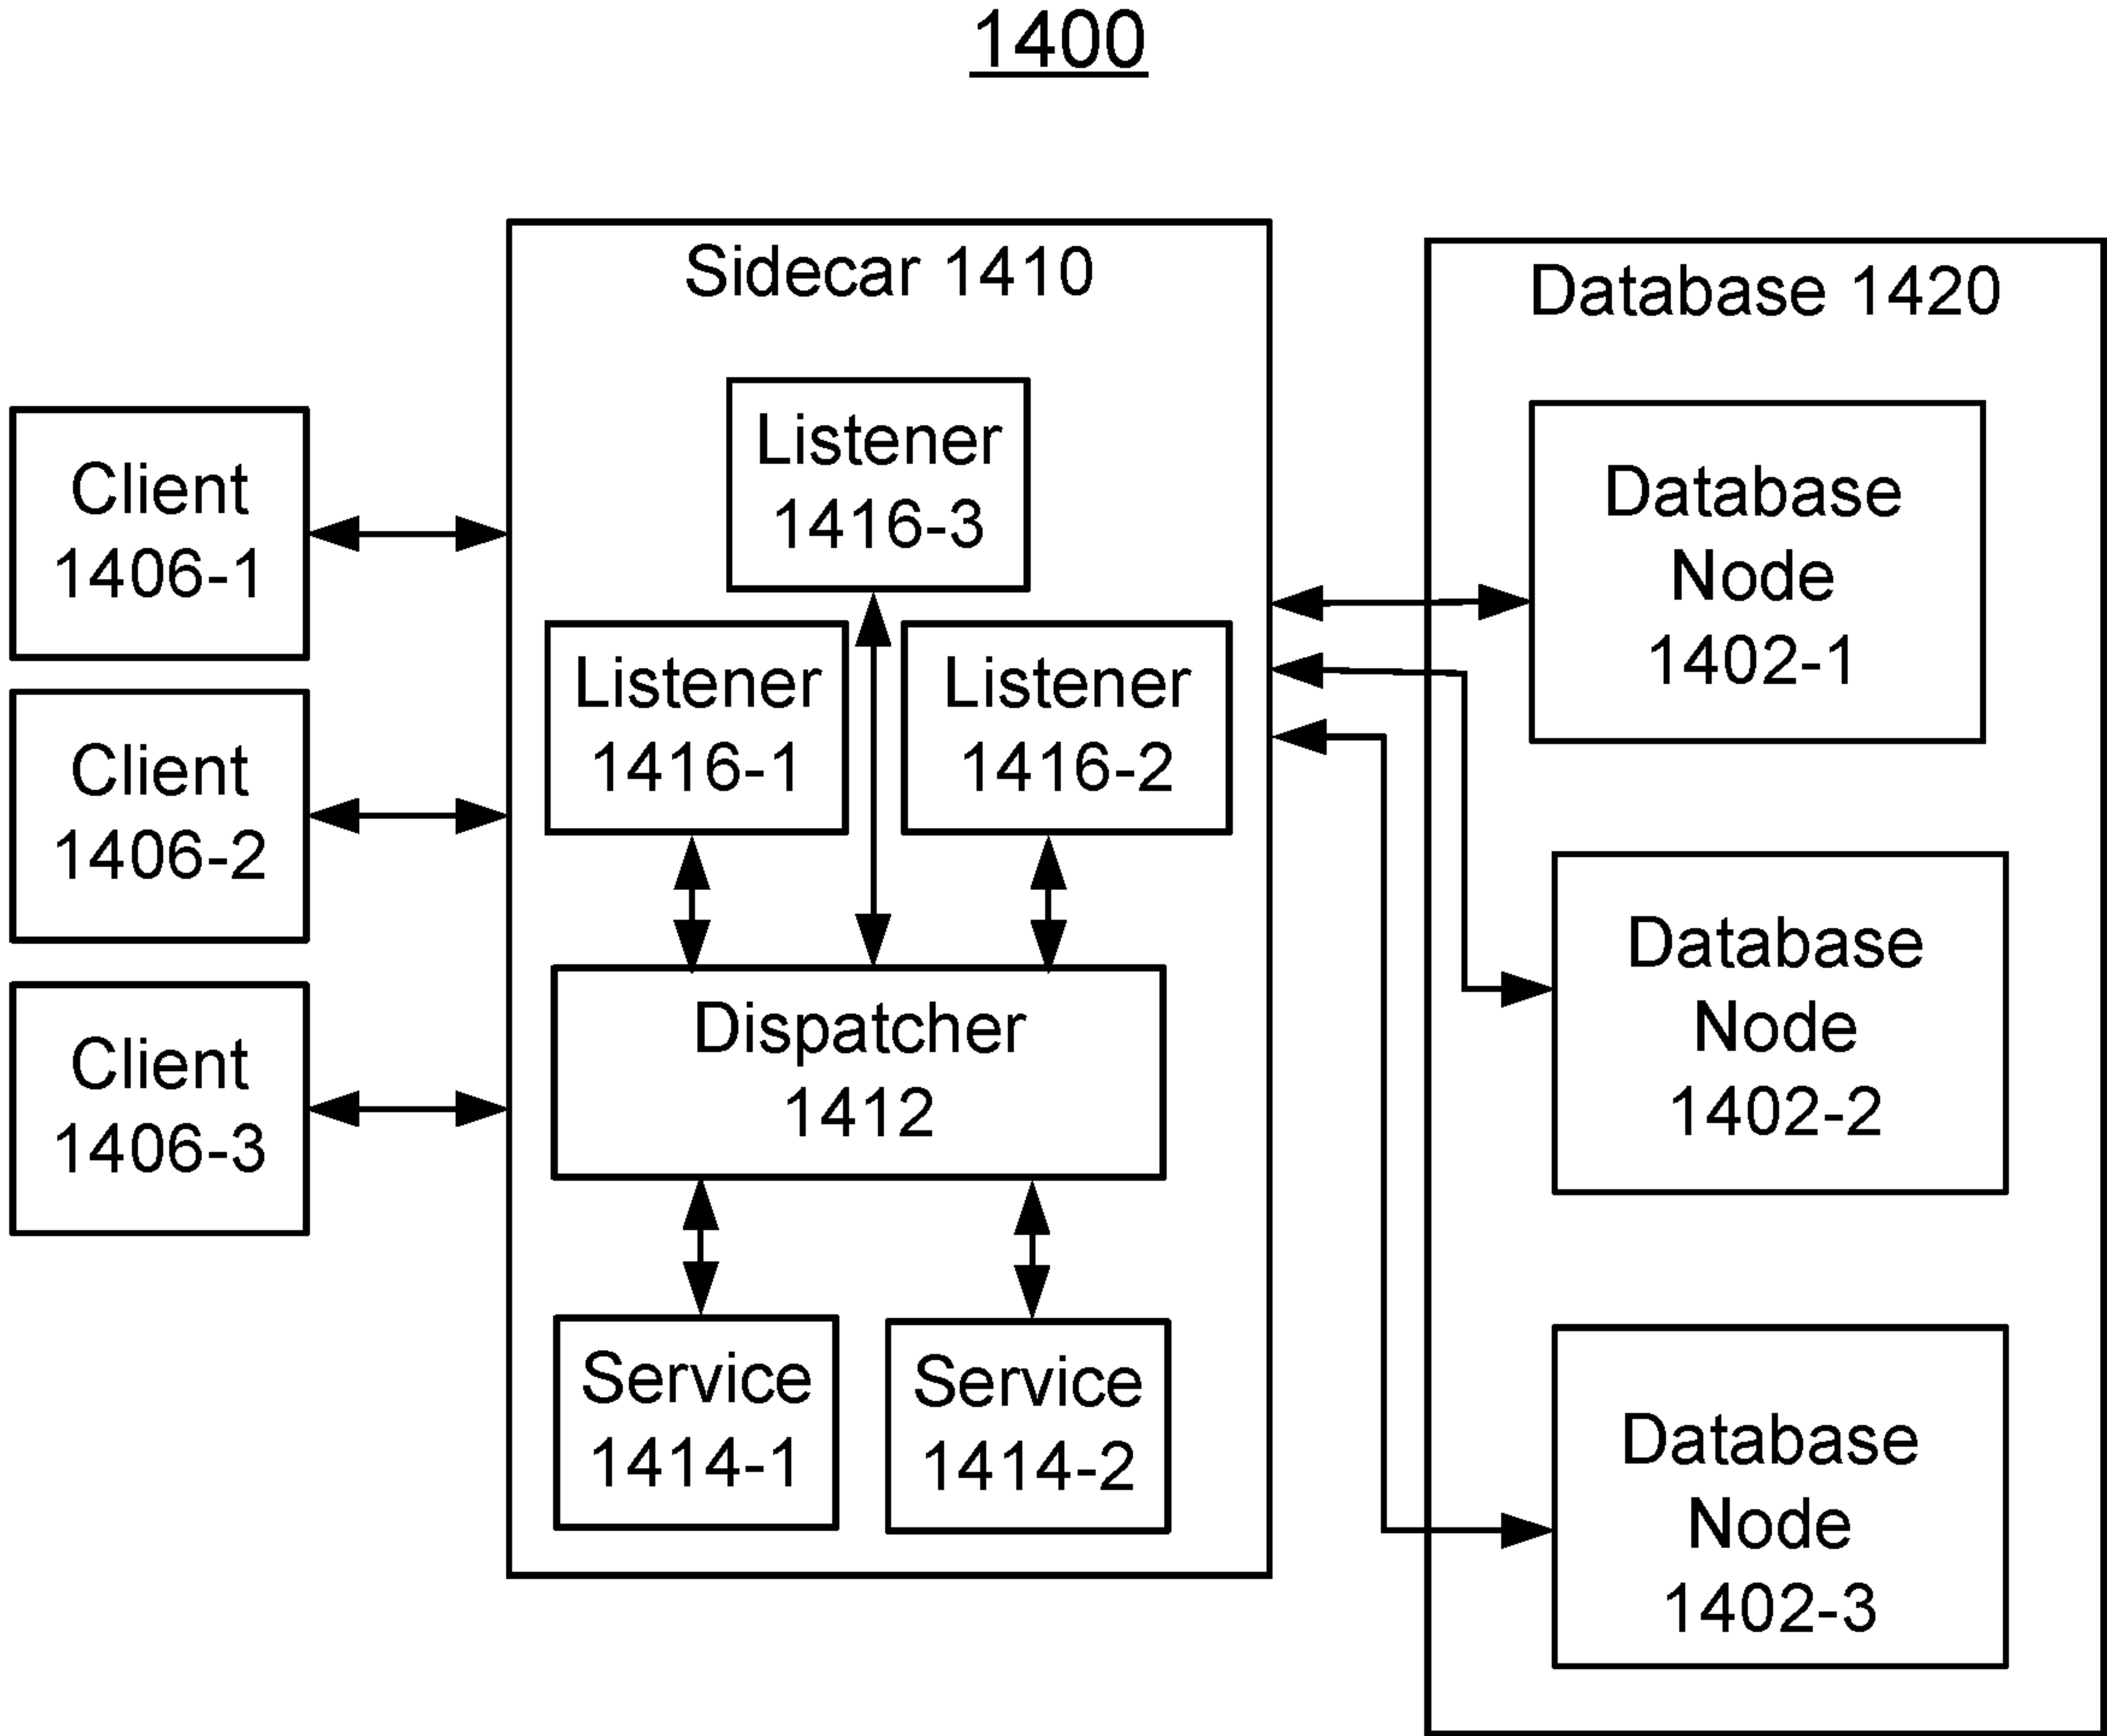 1400
Sidecar 1410
Database 1420
Listener
1416-3
Client
1406-1
Database
Node
1402-1
Listener
1416-1
Listener
1416-2
Client
1406-2
Database
Node
1402-2
Dispatcher
1412
Client
1406-3
Service
1414-1
Service
1414-2
Database
Node
1402-3